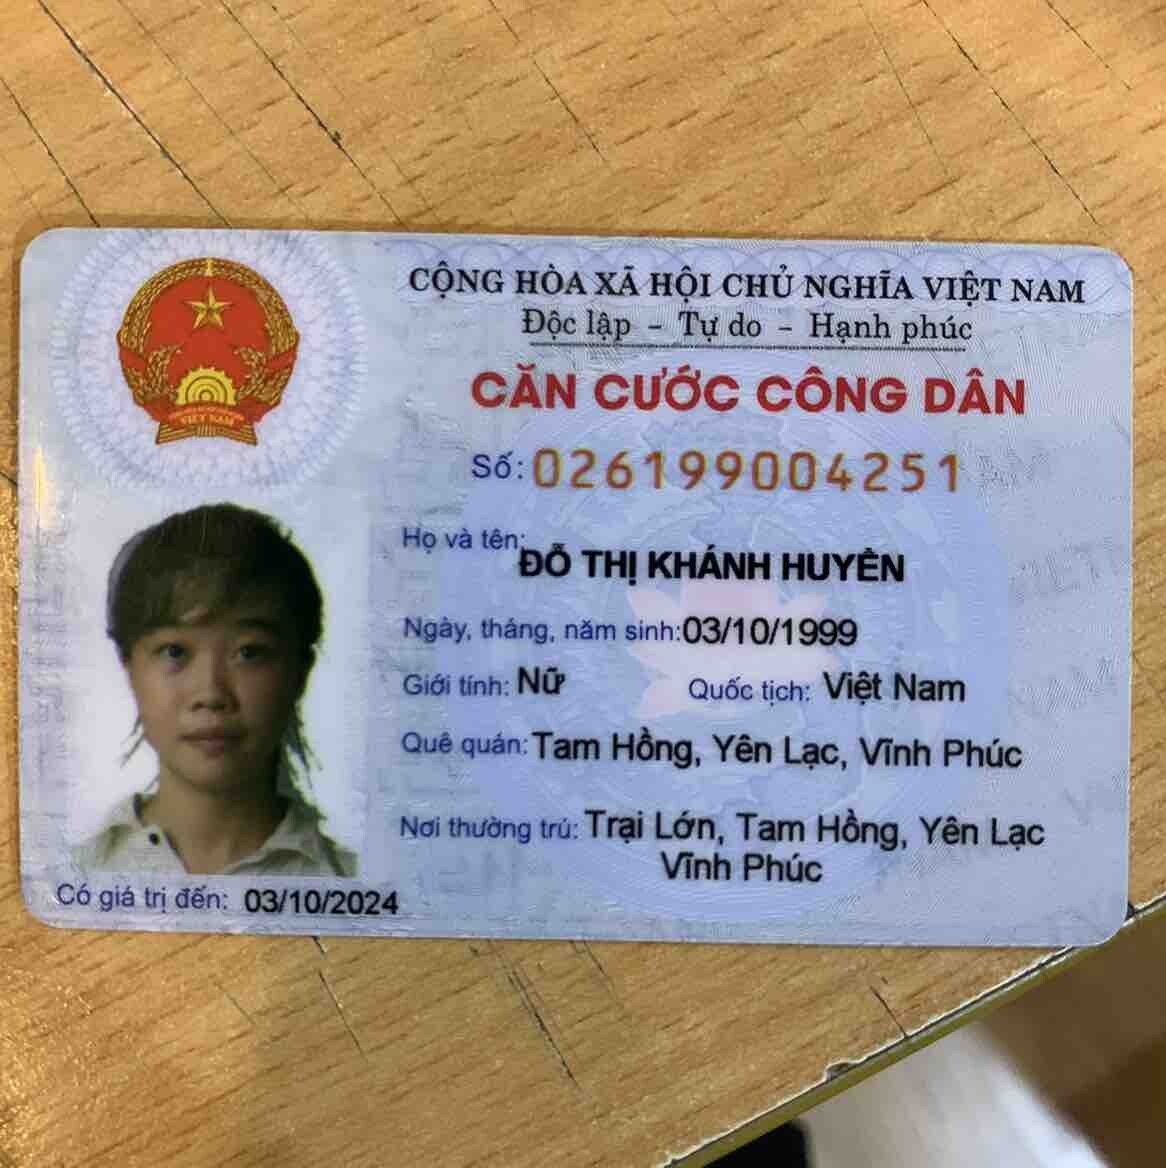 CỘNG HÒA XÃ HỘI CHỦ NGHĨA VIỆT NAM
Độc lập - Tự do - Hạnh phúc
CĂN CƯỚC CÔNG DÂN
VIỆT NAM
Số: 026199004251
Họ và tên:
ĐỖ THỊ KHÁNH HUYỀN
Ngày, tháng, năm sinh: 03/10/1999
Giới tính: Nữ Quốc tịch: Việt Nam
Quê quán: Tam Hồng, Yên Lạc, Vĩnh Phúc
Nơi thường trú: Trại Lớn, Tam Hồng, Yên Lạc
Vĩnh Phúc
Có giá trị đến: 03/10/2024